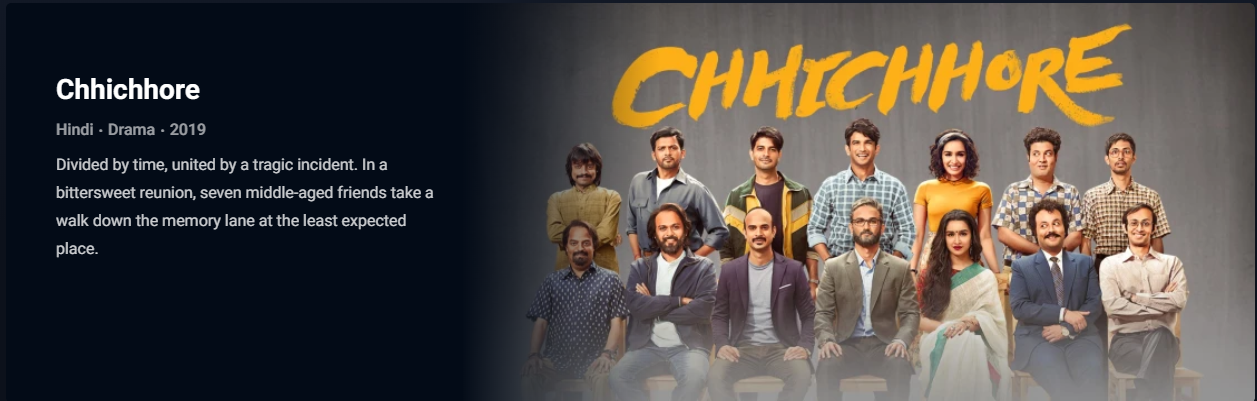 CHHICHHORE
Chhichhore
Hindi · Drama · 2019
Divided by time, united by a tragic incident. In a
bittersweet reunion, seven middle-aged friends take a
walk down the memory lane at the least expected
place.